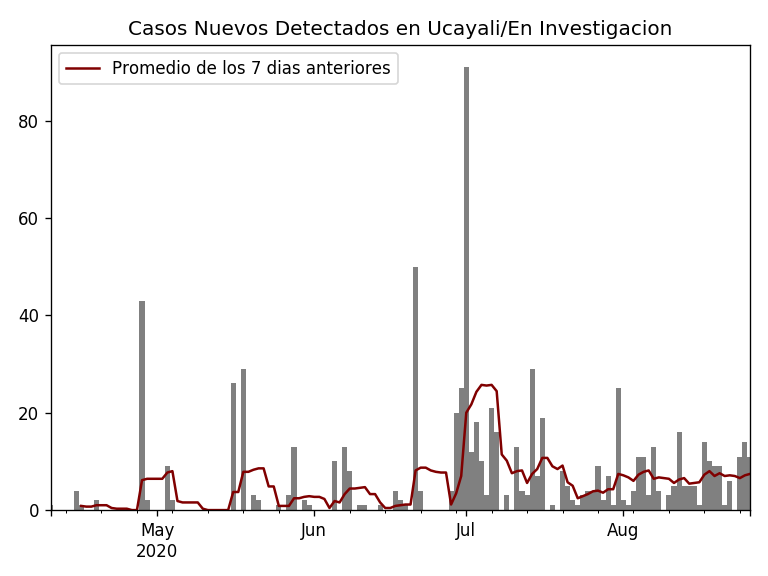 Casos Nuevos Detectados en Ucayali/En Investigacion
Promedio de los 7 dias anteriores
80
60
40
20
0
May
2020
Jun
Jul
Aug